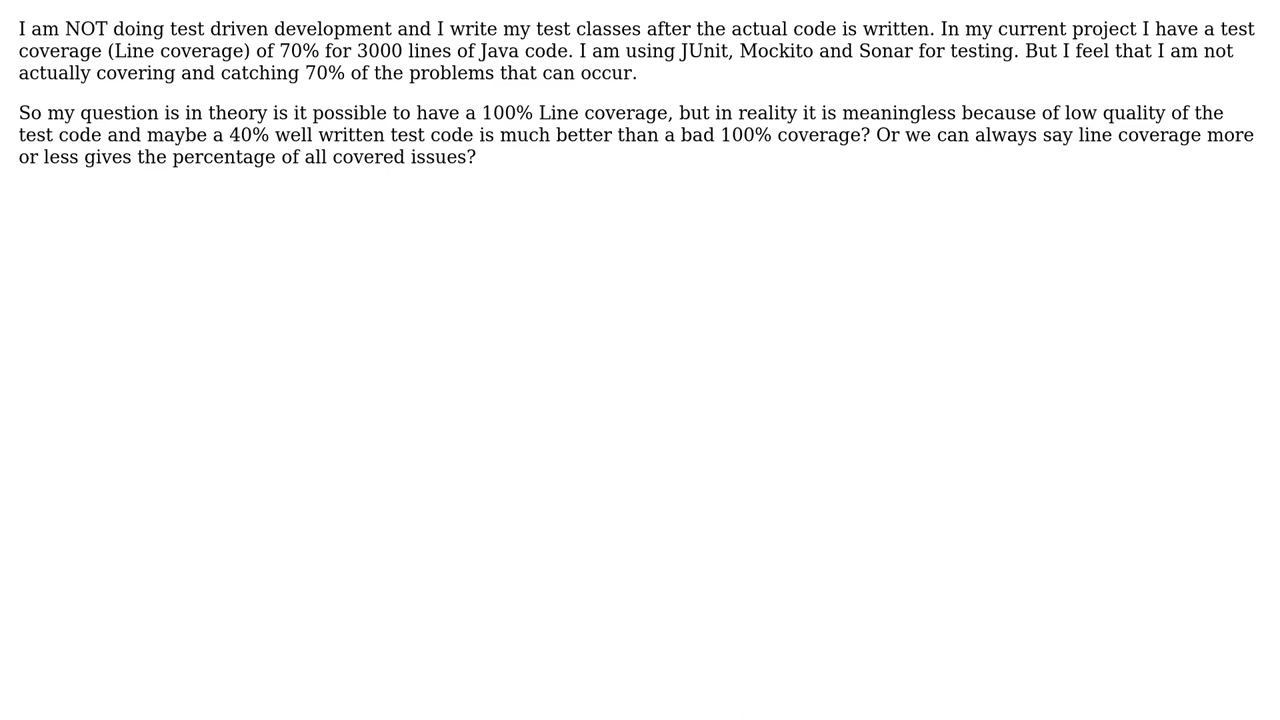 I am NOT doing test driven development and I write my test classes after the actual code is written. In my current project I have a test
coverage (Line coverage) of 70% for 3000 lines of Java code. I am using JUnit, Mockito and Sonar for testing. But I feel that I am not
actually covering and catching 70% of the problems that can occur.
So my question is in theory is it possible to have a 100% Line coverage, but in reality it is meaningless because of low quality of the
test code and maybe a 40% well written test code is much better than a bad 100% coverage? Or we can always say line coverage more
or less gives the percentage of all covered issues?